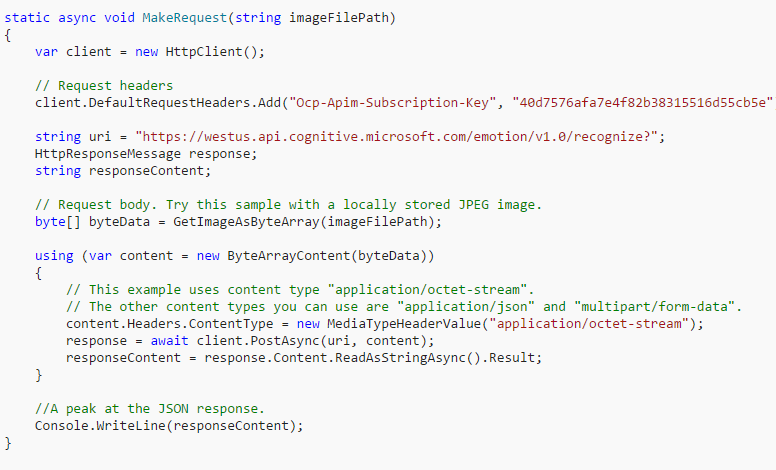 static async void MakeRequest(string imageFilePath)
{
var client = new HttpClient();
// Request headers
client.DefaultRequestHeaders.Add("Ocp-Apim-Subscription-Key", "40d7576afa7e4f82b38315516d55cb5e"
string uri = "https://westus.api.cognitive.microsoft.com/emotion/v1.0/recognize?";
HttpResponseMessage response;
string responseContent;
// Request body. Try this sample with a locally stored JPEG image.
byte[] byteData = GetImageAsByteArray(imageFilePath);
using (var content = new ByteArrayContent(byteData))
{
// This example uses content type "application/octet-stream".
// The other content types you can use are "application/json" and "multipart/form-data".
content.Headers.ContentType = new MediaTypeHeaderValue("application/octet-stream");
response = await client.PostAsync(uri, content);
responseContent = response.Content.ReadAsStringAsync().Result;
}
//A peak at the JSON response.
Console.WriteLine(responseContent);
}